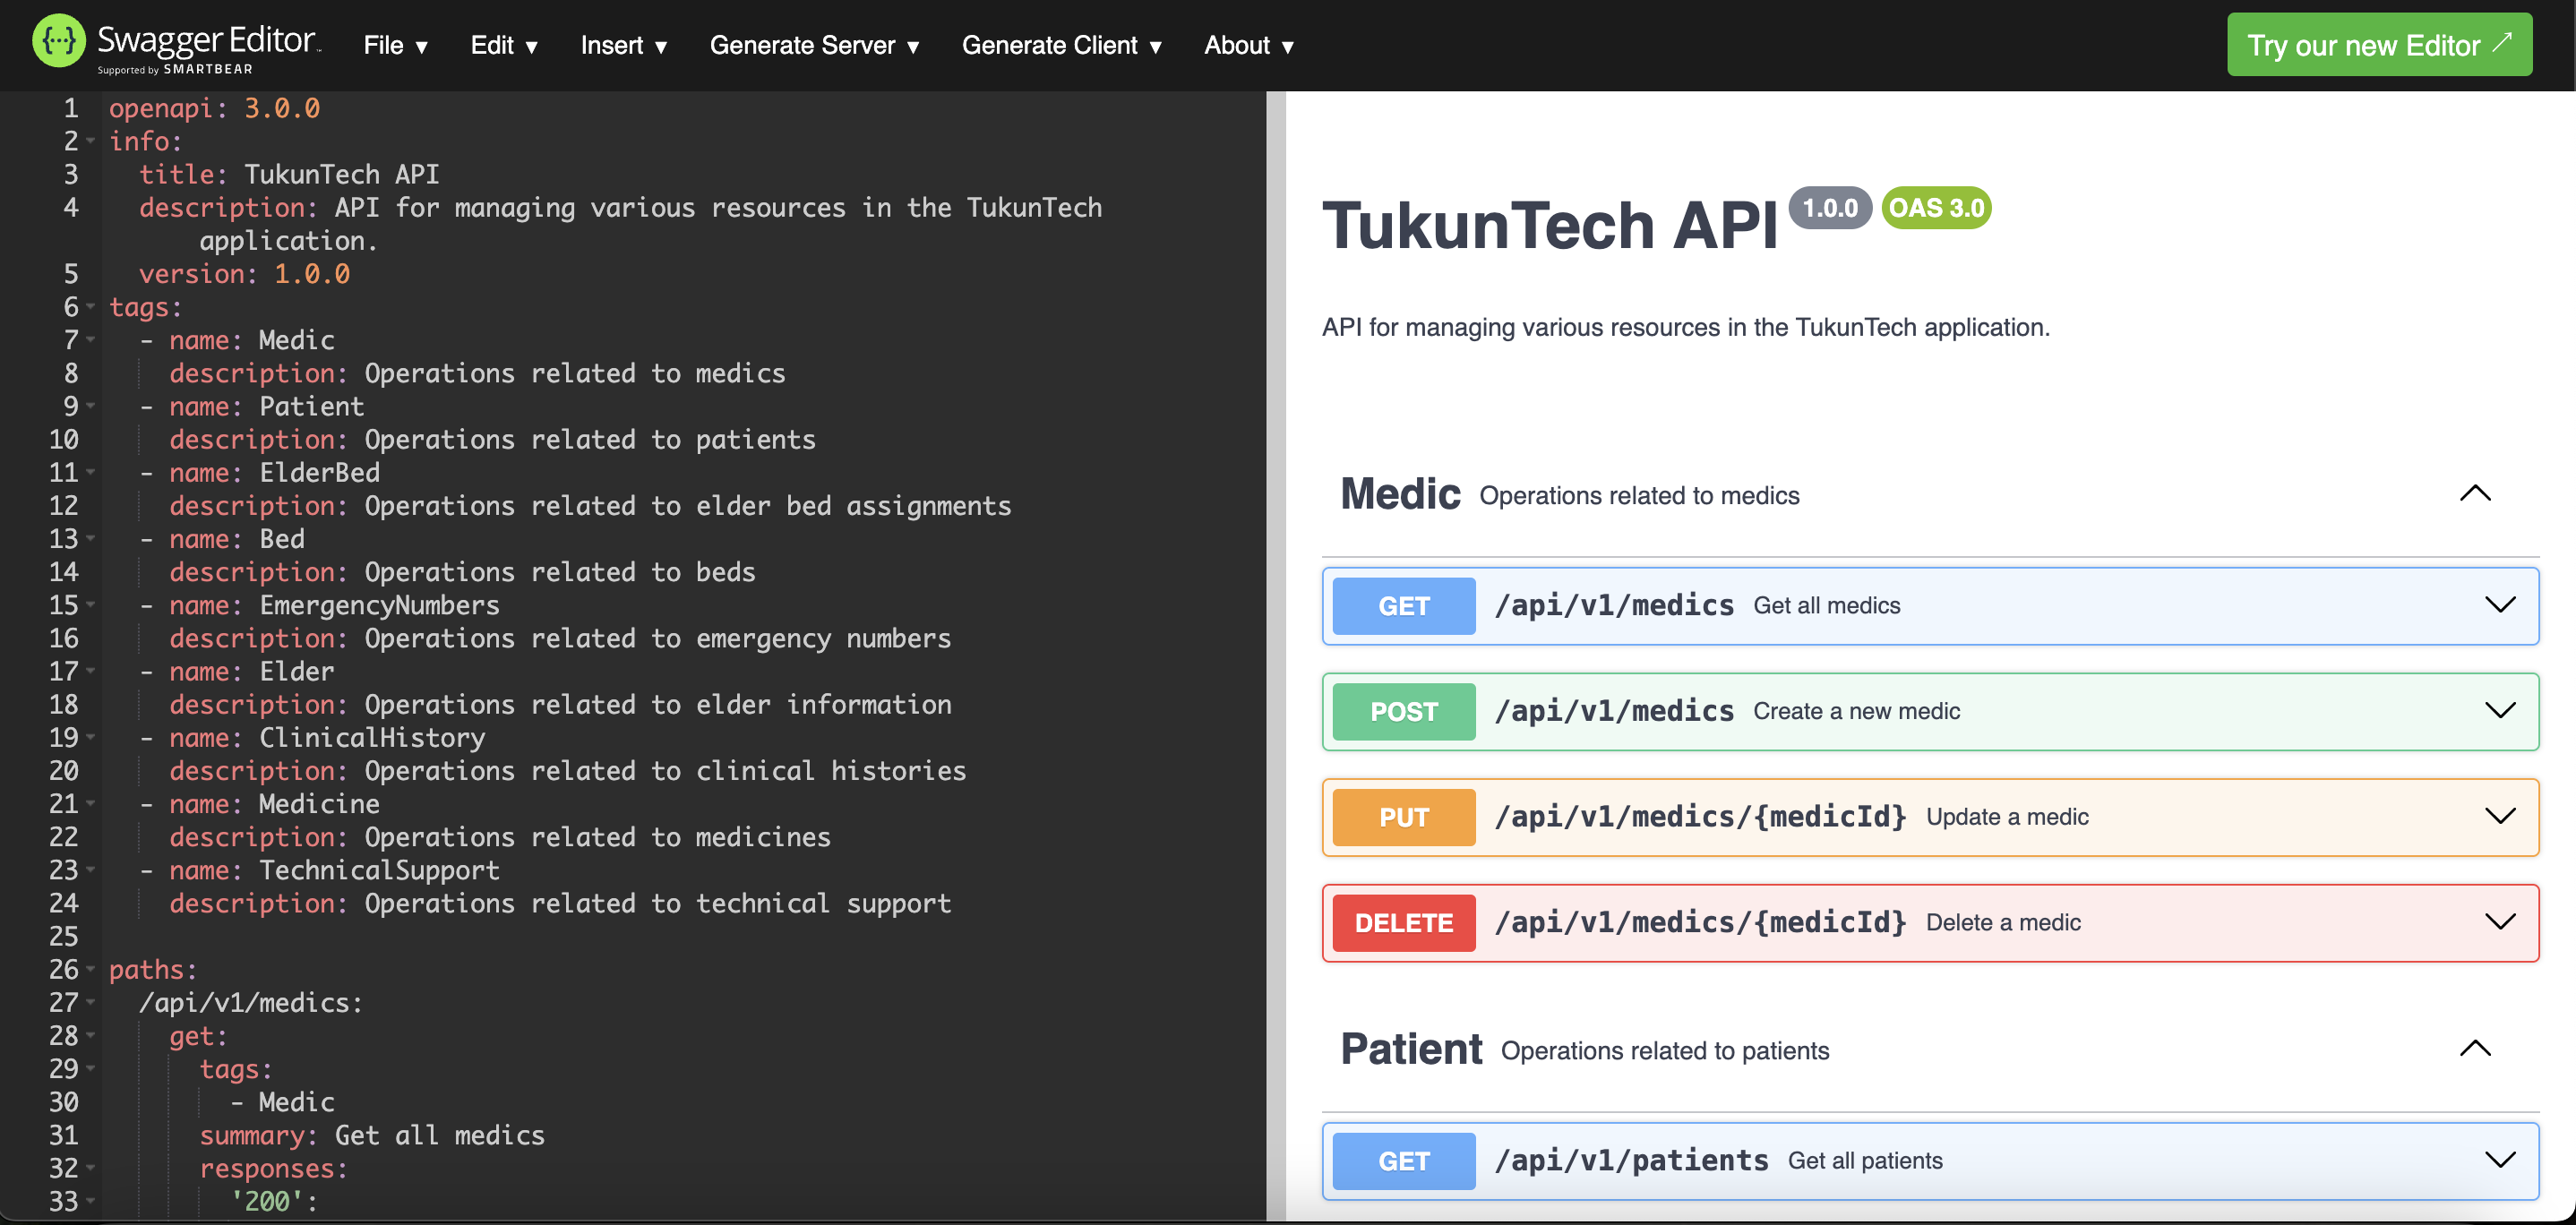 Swagger Editor
Supported by SMARTBEAR
File ▼ Edit ▼ Insert ▼ Generate Server ▼ Generate Client ▼ About ▼
Try our new Editor
1 openapi: 3.0.0
2 info:
3 title: TukunTech API
4 description: API for managing various resources in the TukunTech
application.
5 version: 1.0.0
6 tags:
7 - name: Medic
8 description: Operations related to medics
9 - name: Patient
10 description: Operations related to patients
11 - name: ElderBed
12 description: Operations related to elder bed assignments
13 - name: Bed
14 description: Operations related to beds
15 - name: EmergencyNumbers
16 description: Operations related to emergency numbers
17 - name: Elder
18 description: Operations related to elder information
19 - name: ClinicalHistory
20 description: Operations related to clinical histories
21 - name: Medicine
22 description: Operations related to medicines
23 - name: TechnicalSupport
24 description: Operations related to technical support
25
26 paths:
27 /api/v1/medics:
28 get:
29 tags:
30 - Medic
31 summary: Get all medics
32 responses:
33 '200':
TukunTech API 1.0.0 OAS 3.0
API for managing various resources in the TukunTech application.
Medic Operations related to medics
GET /api/v1/medics Get all medics
POST /api/v1/medics Create a new medic
PUT /api/v1/medics/{medicId} Update a medic
DELETE /api/v1/medics/{medicId} Delete a medic
Patient Operations related to patients
GET /api/v1/patients Get all patients